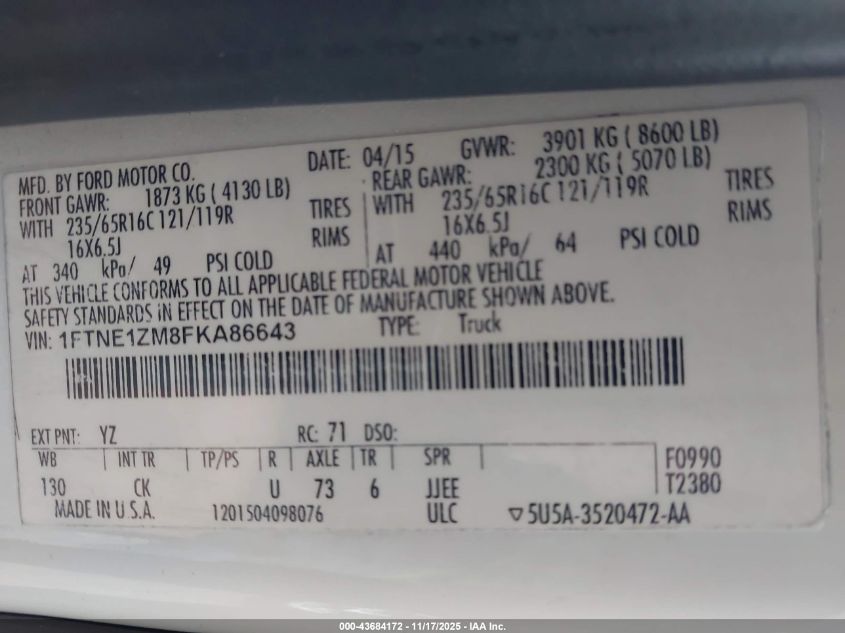 MFD. BY FORD MOTOR CO. DATE: 04/15 GVWR: 3901 KG ( 8600 LB)
FRONT GAWR: 1873 KG ( 4130 LB) REAR GAWR: 2300 KG ( 5070 LB)
WITH 235/65R16C 121/119R TIRES WITH 235/65R16C 121/119R TIRES
16X6.5J RIMS 16X6.5J RIMS
AT 340 kPa/ 49 PSI COLD AT 440 kPa/ 64 PSI COLD
THIS VEHICLE CONFORMS TO ALL APPLICABLE FEDERAL MOTOR VEHICLE
SAFETY STANDARDS IN EFFECT ON THE DATE OF MANUFACTURE SHOWN ABOVE.
VIN: 1FTNE1ZM8FKA86643 TYPE: Truck
EXT PNT: YZ RC: 71 DSO:
WB INT TR TP/PS R AXLE TR SPR F0990
130 CK U 73 6 JJEE T2380
MADE IN U.S.A. 1201504098076 ULC 5U5A-3520472-AA
000-43684172 - 11/17/2025 - IAA Inc.